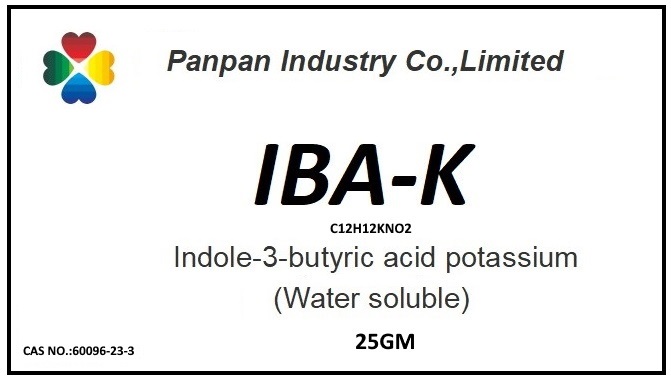 Panpan Industry Co.,Limited
IBA-K
C12H12KNO2
Indole-3-butyric acid potassium
(Water soluble)
25GM
CAS NO.:60096-23-3